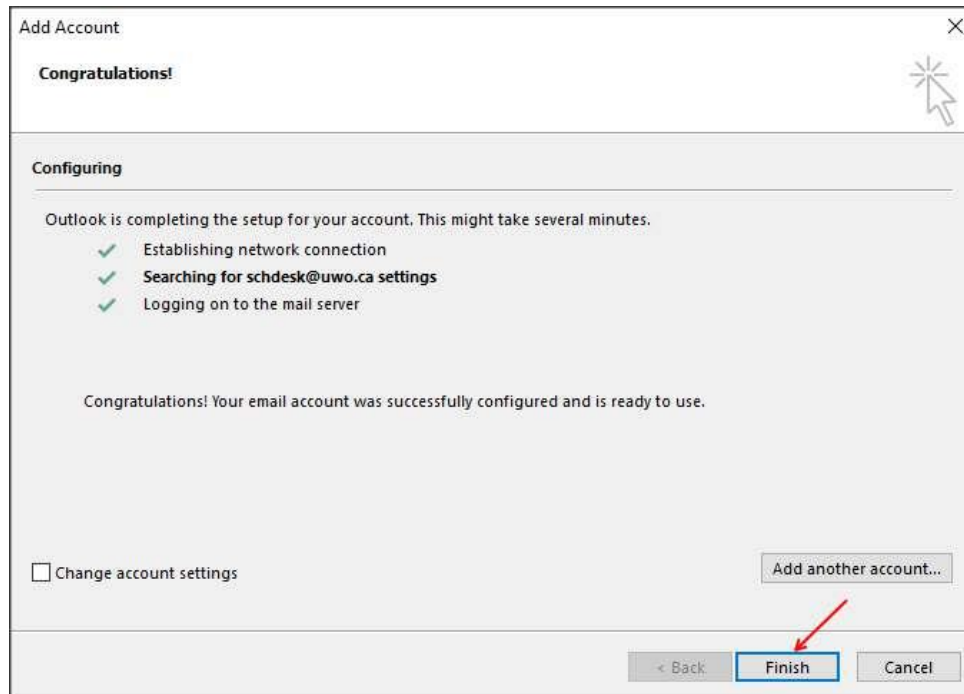 Add Account
Congratulations!
Configuring
Outlook is completing the setup for your account. This might take several minutes.
Establishing network connection
Searching for schdesk@uwo.ca settings
Logging on to the mail server
Congratulations! Your email account was successfully configured and is ready to use.
Change account settings
Add another account...
< Back
Finish
Cancel